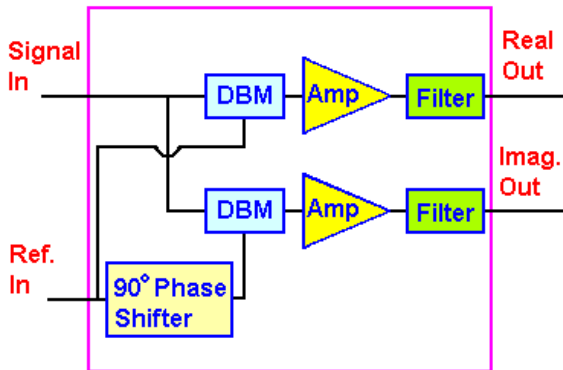 Signal
In
DBM
Amp
Filter
Real
Out
DBM
Amp
Filter
Imag.
Out
Ref.
In
90° Phase
Shifter